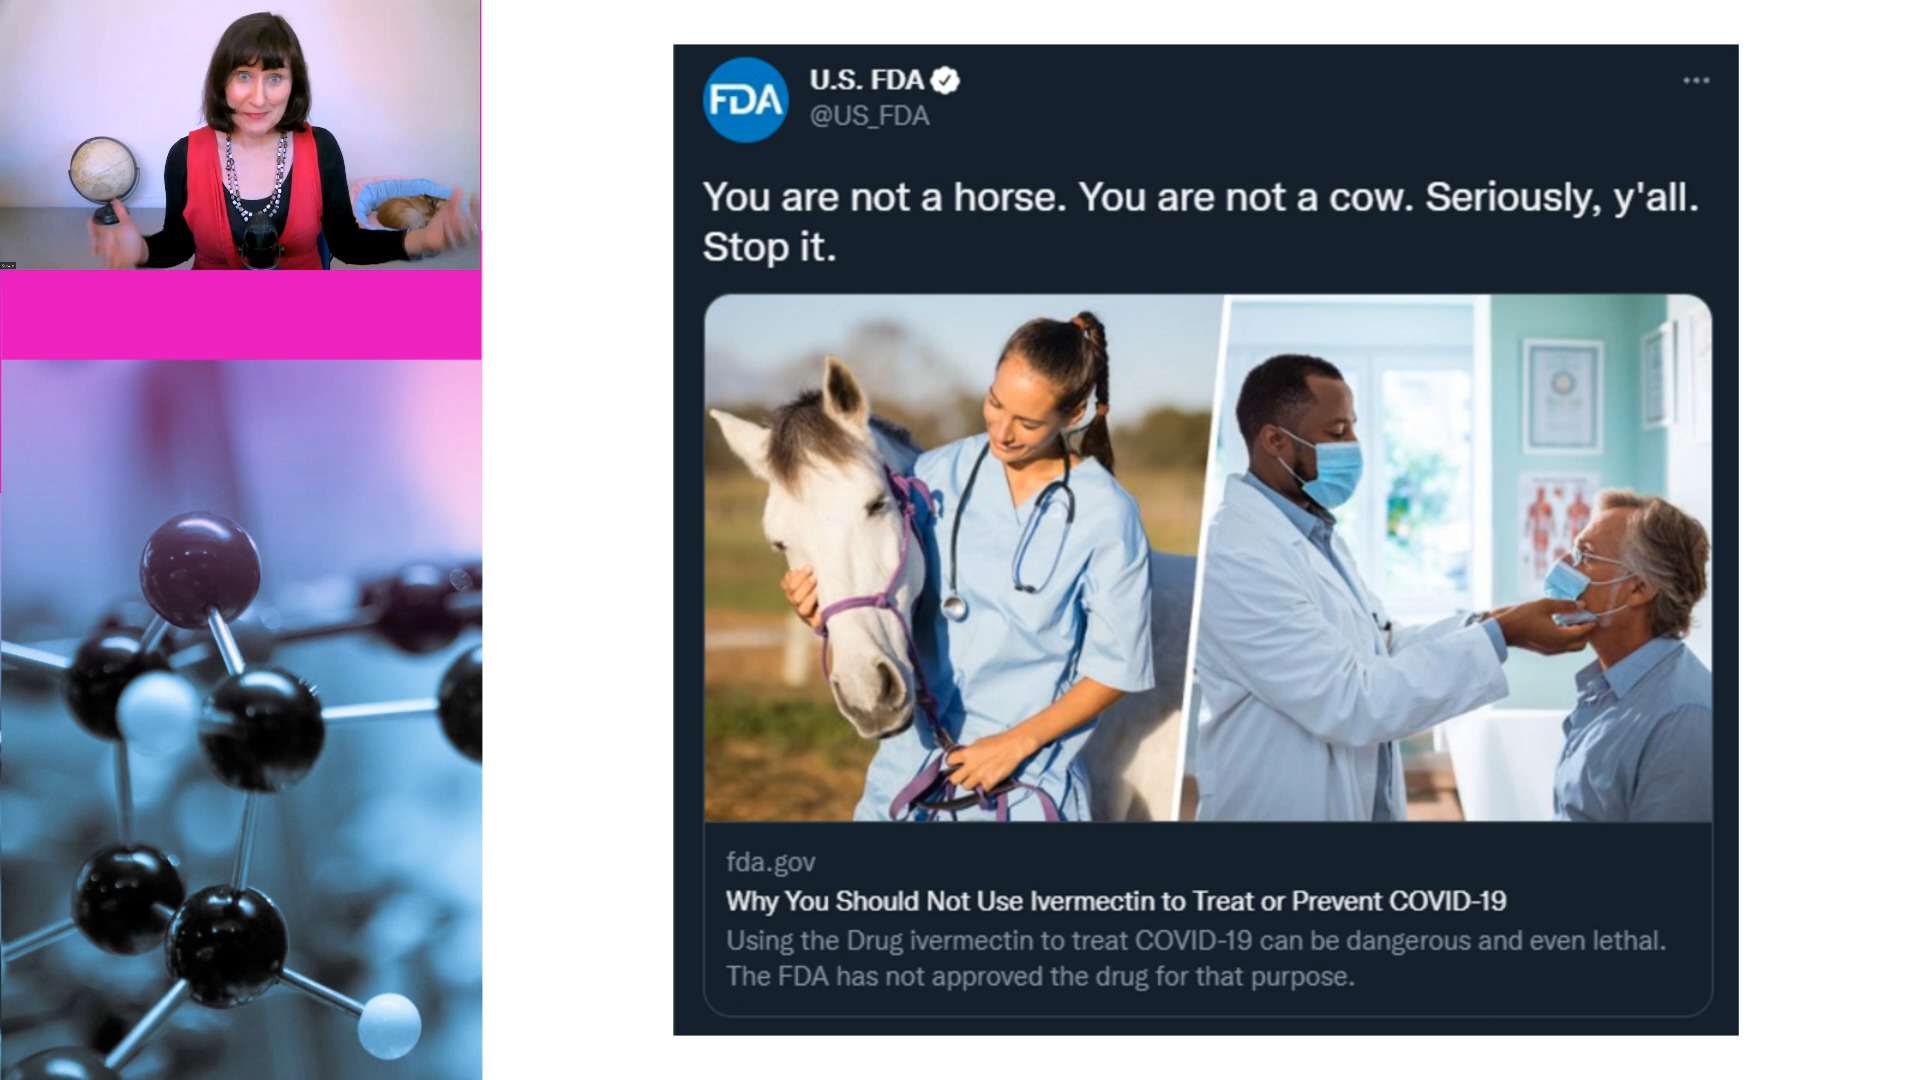 FDA
U.S. FDA
@US_FDA
You are not a horse. You are not a cow. Seriously, y'all.
Stop it.
fda.gov
Why You Should Not Use Ivermectin to Treat or Prevent COVID-19
Using the Drug ivermectin to treat COVID-19 can be dangerous and even lethal.
The FDA has not approved the drug for that purpose.